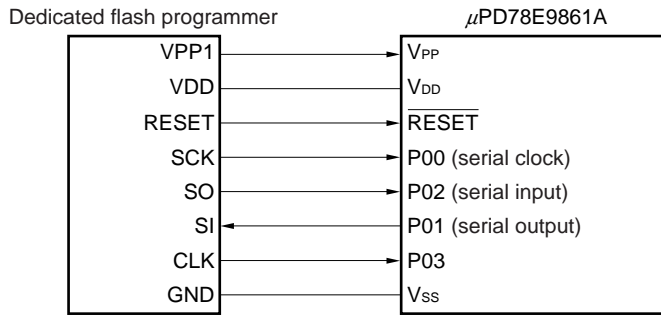 Dedicated flash programmer
μPD78E9861A
VPP1 VPP
VDD VDD
RESET RESET
SCK P00 (serial clock)
SO P02 (serial input)
SI P01 (serial output)
CLK P03
GND VSS